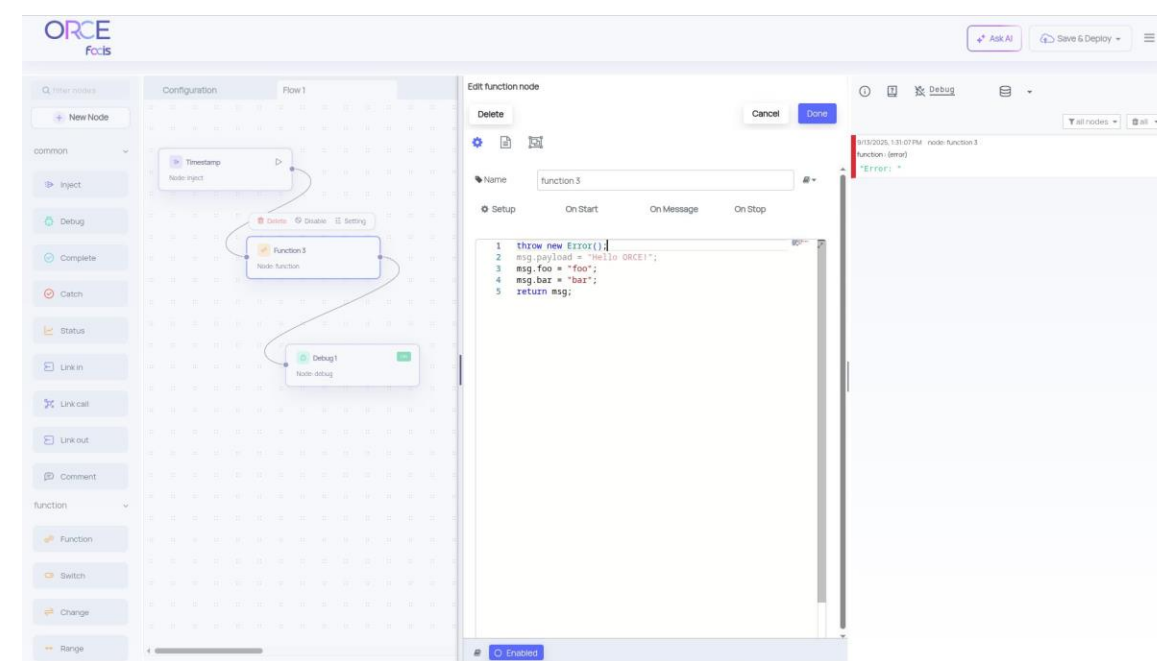 ORCE
Facis
Ask AI
Save & Deploy
filter nodes
New Node
common
Inject
Debug
Complete
Catch
Status
Link in
Link call
Link out
Comment
function
Function
Switch
Change
Range
Configuration
Flow 1
Timestamp
Node: inject
Delete Disable Setting
Function 3
Node: function
Debug 1
Node: debug
Edit function node
Delete
Cancel
Done
Name
function 3
Setup
On Start
On Message
On Stop
1 throw new Error();
2 msg.payload = "Hello ORCE!";
3 msg.foo = "foo";
4 msg.bar = "bar";
5 return msg;
Enabled
Debug
all nodes
all
9/13/2025, 1:31:07 PM node: function 3
function : (error)
"Error: "